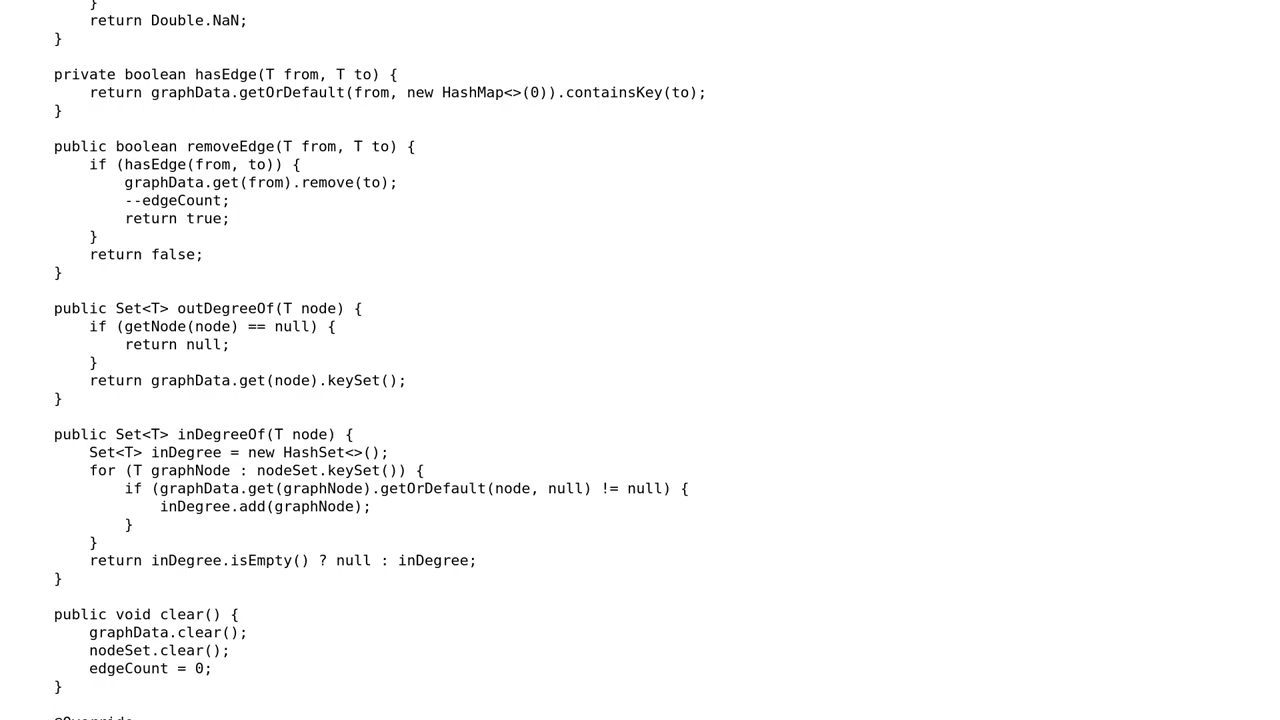 }
return Double.NaN;
}
private boolean hasEdge(T from, T to) {
return graphData.getOrDefault(from, new HashMap<>(0)).containsKey(to);
}
public boolean removeEdge(T from, T to) {
if (hasEdge(from, to)) {
graphData.get(from).remove(to);
--edgeCount;
return true;
}
return false;
}
public Set<T> outDegreeOf(T node) {
if (getNode(node) == null) {
return null;
}
return graphData.get(node).keySet();
}
public Set<T> inDegreeOf(T node) {
Set<T> inDegree = new HashSet<>();
for (T graphNode : nodeSet.keySet()) {
if (graphData.get(graphNode).getOrDefault(node, null) != null) {
inDegree.add(graphNode);
}
}
return inDegree.isEmpty() ? null : inDegree;
}
public void clear() {
graphData.clear();
nodeSet.clear();
edgeCount = 0;
}
@Override